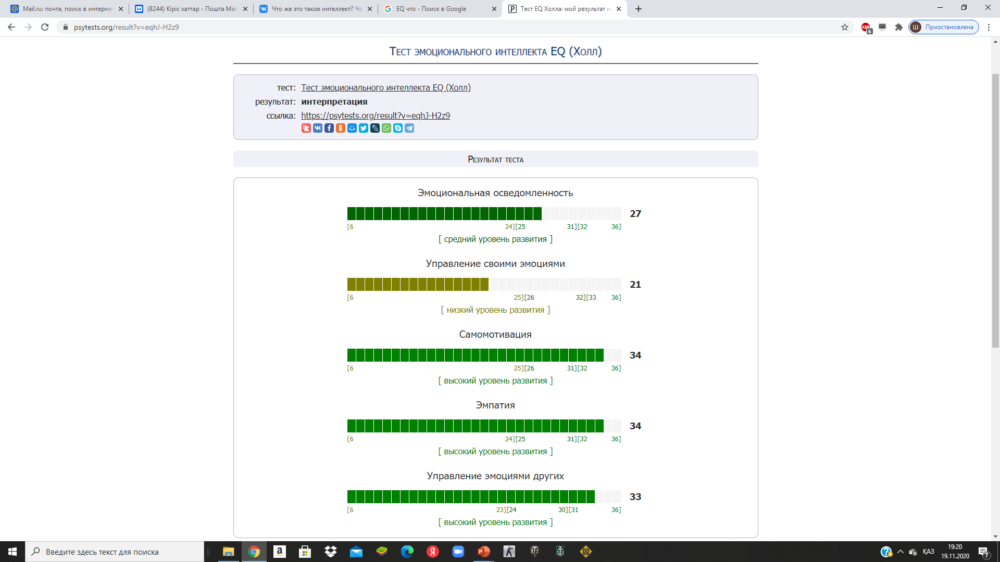 Mail.ru: почта, поиск в интернет
(8244) Кіріс хаттар - Пошта Mail
Что же это такое интеллект? Че
EQ что - Поиск в Google
Тест EQ Холла: мой результат н
psytests.org/result?v=eqhJ-H2z9
ABP
6
Ш
Приостановлена
Тест эмоционального интеллекта EQ (Холл)
тест: Тест эмоционального интеллекта EQ (Холл)
результат: интерпретация
ссылка: https://psytests.org/result?v=eqhJ-H2z9
Результат теста
Эмоциональная осведомленность
27
[6 24][25 31][32 36]
[ средний уровень развития ]
Управление своими эмоциями
21
[6 25][26 32][33 36]
[ низкий уровень развития ]
Самомотивация
34
[6 25][26 31][32 36]
[ высокий уровень развития ]
Эмпатия
34
[6 24][25 31][32 36]
[ высокий уровень развития ]
Управление эмоциями других
33
[6 23][24 30][31 36]
[ высокий уровень развития ]
Введите здесь текст для поиска
ҚАЗ
19:20
19.11.2020
7